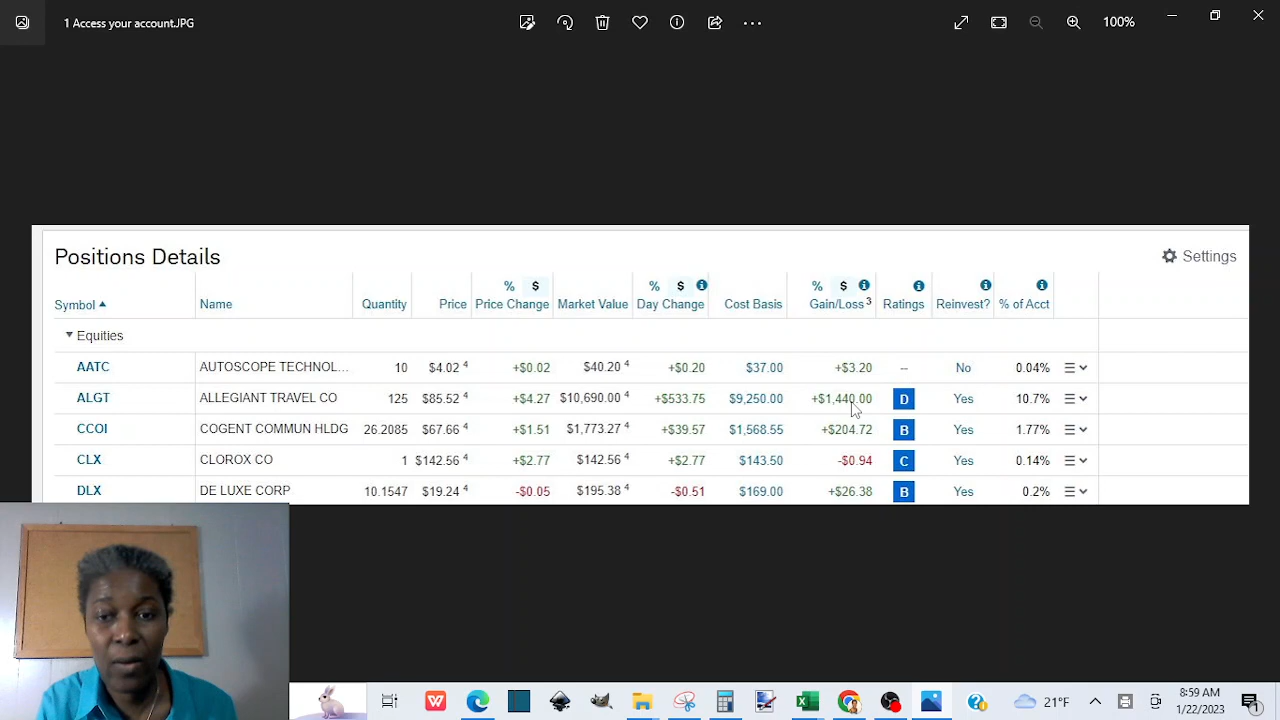 1 Access your account.JPG
100%
Positions Details
Settings
% $ % $ % $
Symbol Name Quantity Price Price Change Market Value Day Change Cost Basis Gain/Loss 3 Ratings Reinvest? % of Acct
Equities
AATC AUTOSCOPE TECHNOL... 10 $4.02 4 +$0.02 $40.20 4 +$0.20 $37.00 +$3.20 -- No 0.04%
ALGT ALLEGIANT TRAVEL CO 125 $85.52 4 +$4.27 $10,690.00 4 +$533.75 $9,250.00 +$1,440.00 D Yes 10.7%
CCOI COGENT COMMUN HLDG 26.2085 $67.66 4 +$1.51 $1,773.27 4 +$39.57 $1,568.55 +$204.72 B Yes 1.77%
CLX CLOROX CO 1 $142.56 4 +$2.77 $142.56 4 +$2.77 $143.50 -$0.94 C Yes 0.14%
DLX DE LUXE CORP 10.1547 $19.24 4 -$0.05 $195.38 4 -$0.51 $169.00 +$26.38 B Yes 0.2%
21°F
8:59 AM
1/22/2023
1